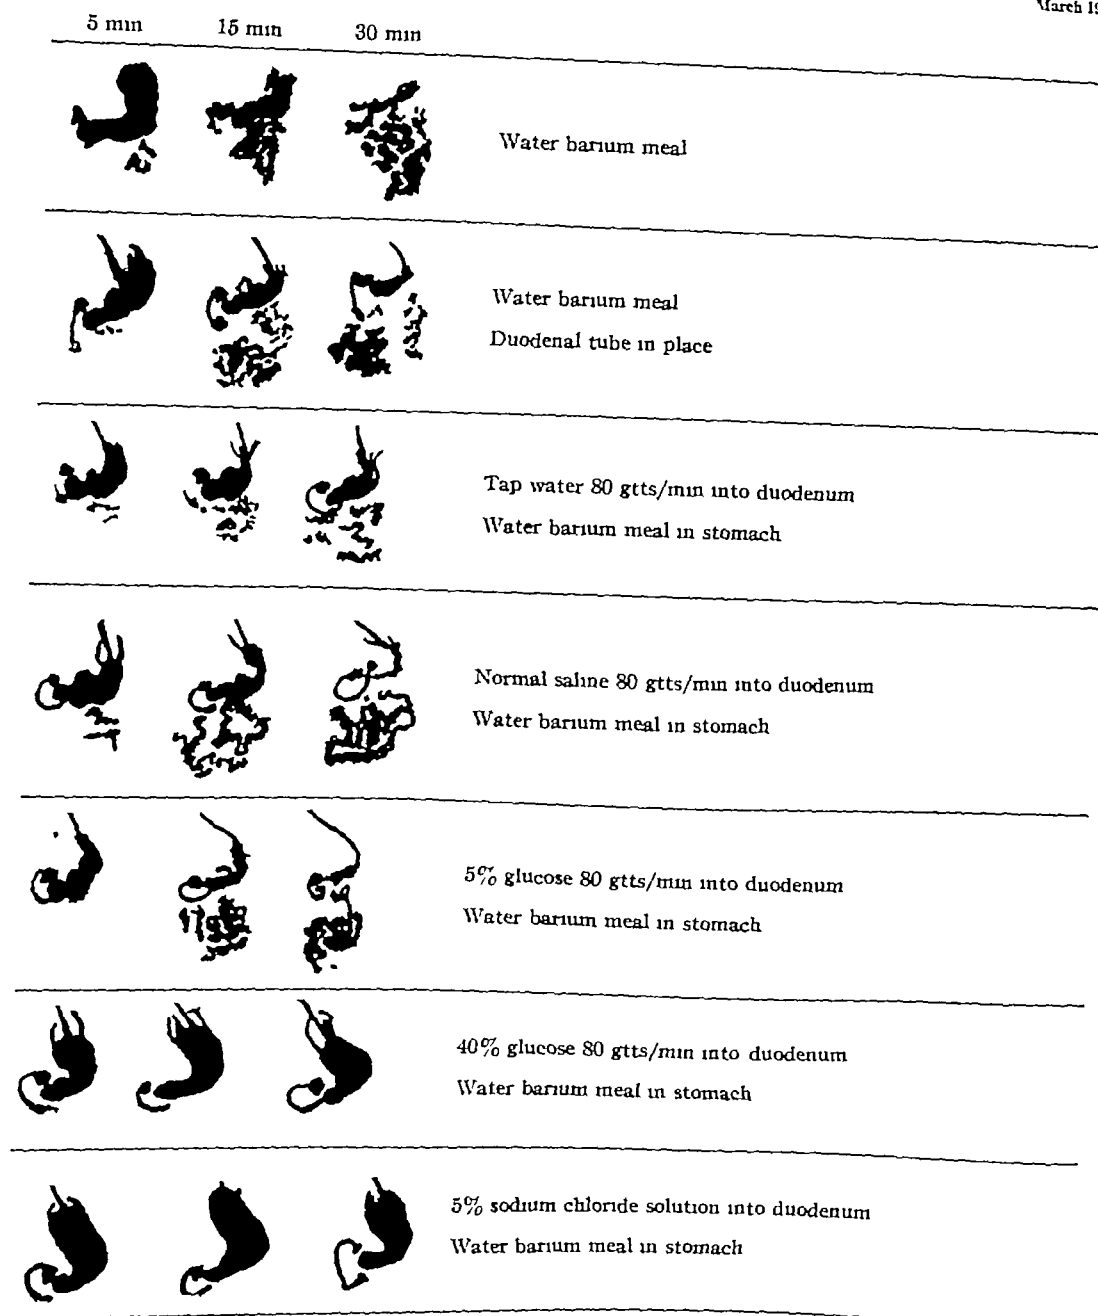 March 19
5 min 15 min 30 min
Water barium meal
Water barium meal
Duodenal tube in place
Tap water 80 gtts/min into duodenum
Water barium meal in stomach
Normal saline 80 gtts/min into duodenum
Water barium meal in stomach
5% glucose 80 gtts/min into duodenum
Water barium meal in stomach
40% glucose 80 gtts/min into duodenum
Water barium meal in stomach
5% sodium chloride solution into duodenum
Water barium meal in stomach